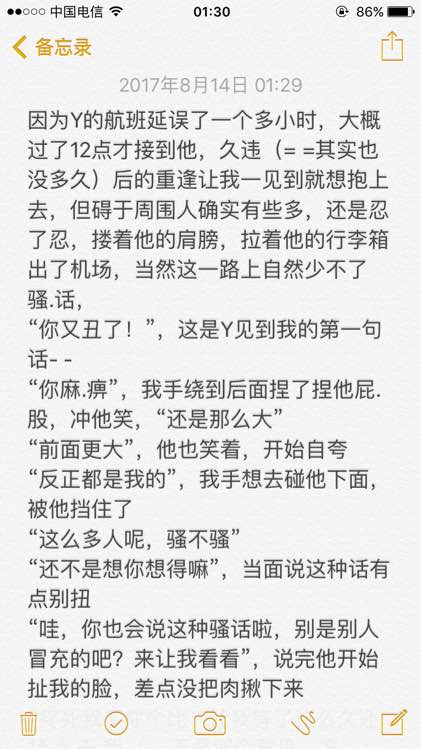 中国电信
01:30
86%
备忘录
2017年8月14日 01:29
因为Y的航班延误了一个多小时，大概
过了12点才接到他，久违（= =其实也
没多久）后的重逢让我一见到就想抱上
去，但碍于周围人确实有些多，还是忍
了忍，搂着他的肩膀，拉着他的行李箱
出了机场，当然这一路上自然少不了
骚.话，
“你又丑了！”，这是Y见到我的第一句
话- -
“你麻.痹”，我手绕到后面捏了捏他屁.
股，冲他笑，“还是那么大”
“前面更大”，他也笑着，开始自夸
“反正都是我的”，我手想去碰他下面，
被他挡住了
“这么多人呢，骚不骚”
“还不是想你想得嘛”，当面说这种话有
点别扭
“哇，你也会说这种骚话啦，别是别人
冒充的吧？来让我看看”，说完他开始
扯我的脸，差点没把肉揪下来